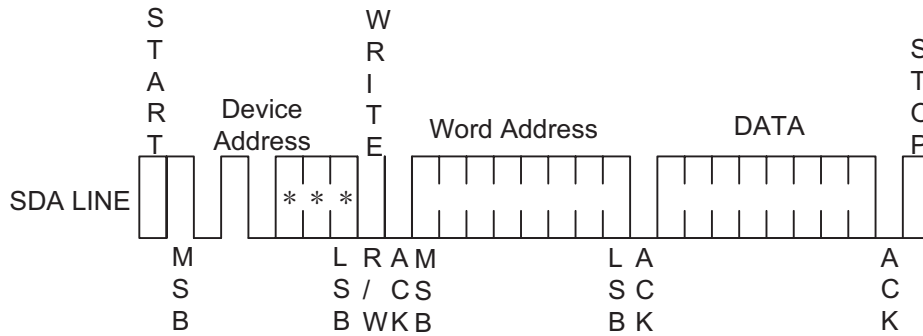 START
WRITE
STOP
Device
Address
Word Address
DATA
SDA LINE
* * *
MSB
LSB
R/W
ACK
MSB
LSB
ACK
ACK